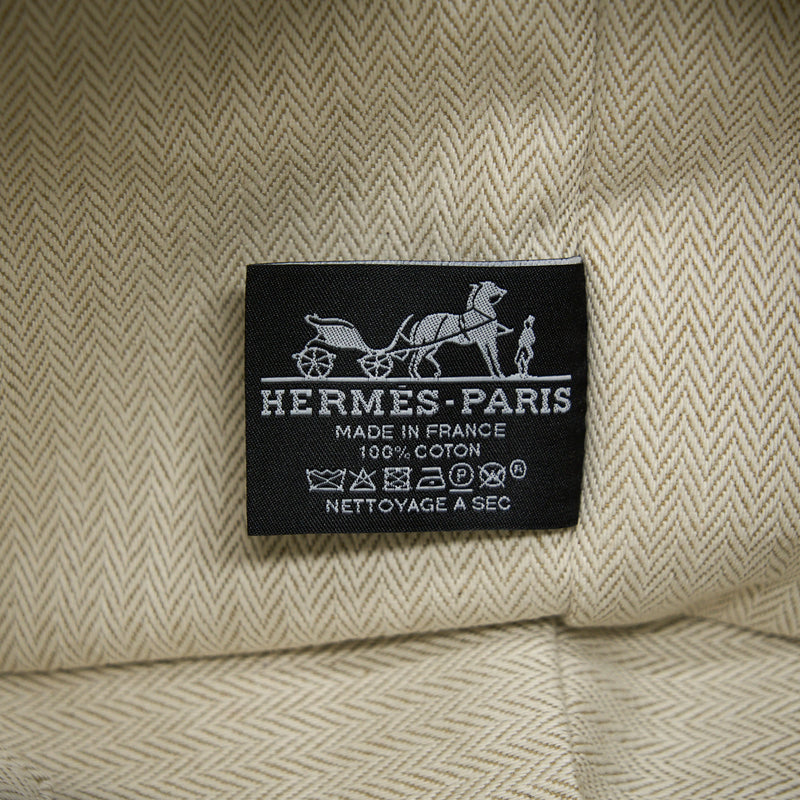 HERMÈS-PARIS
MADE IN FRANCE
100% COTON
P ®
NETTOYAGE A SEC